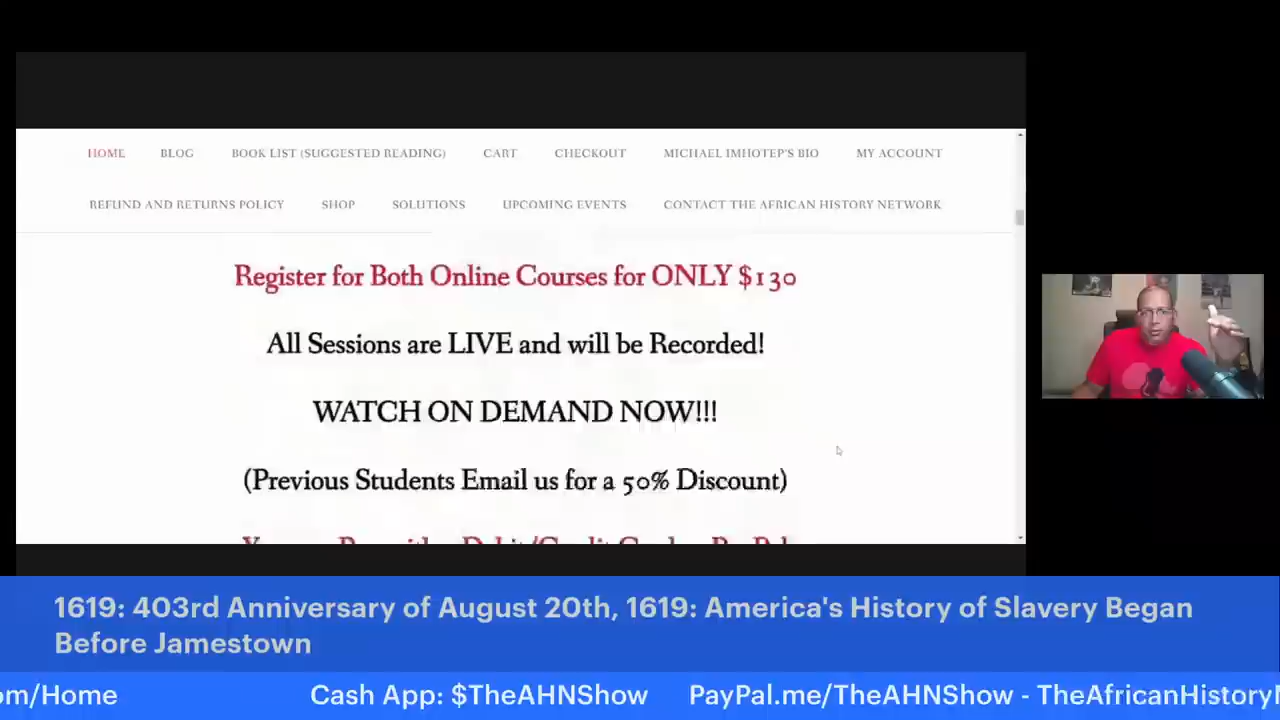 HOME BLOG BOOK LIST (SUGGESTED READING) CART CHECKOUT MICHAEL IMHOTEP'S BIO MY ACCOUNT
REFUND AND RETURNS POLICY SHOP SOLUTIONS UPCOMING EVENTS CONTACT THE AFRICAN HISTORY NETWORK
Register for Both Online Courses for ONLY $130
All Sessions are LIVE and will be Recorded!
WATCH ON DEMAND NOW!!!
(Previous Students Email us for a 50% Discount)
1619: 403rd Anniversary of August 20th, 1619: America's History of Slavery Began
Before Jamestown
om/Home Cash App: $TheAHNShow PayPal.me/TheAHNShow - TheAfricanHistory